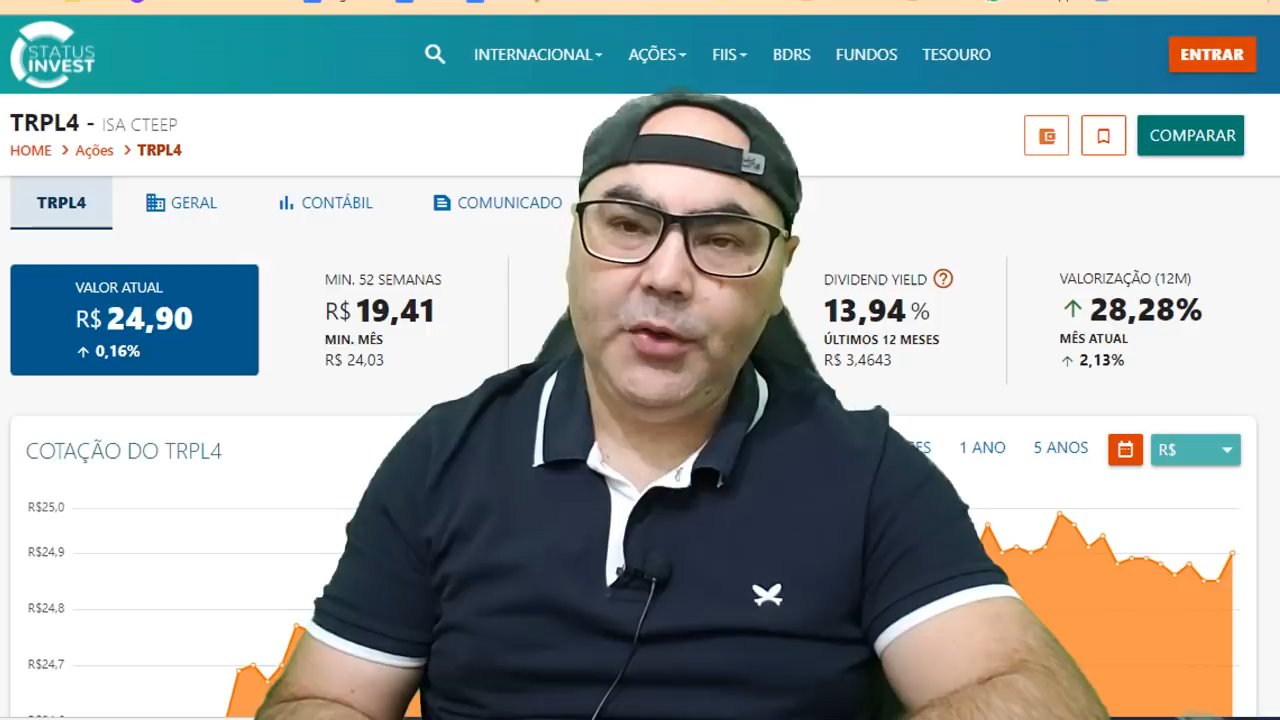 STATUS
INVEST
INTERNACIONAL
AÇÕES
FIIS
BDRS
FUNDOS
TESOURO
ENTRAR
TRPL4 - ISA CTEEP
HOME > Ações > TRPL4
COMPARAR
TRPL4
GERAL
CONTÁBIL
COMUNICADO
VALOR ATUAL
R$ 24,90
↑ 0,16%
MIN. 52 SEMANAS
R$ 19,41
MIN. MÊS
R$ 24,03
DIVIDEND YIELD ?
13,94 %
ÚLTIMOS 12 MESES
R$ 3,4643
VALORIZAÇÃO (12M)
↑ 28,28%
MÊS ATUAL
↑ 2,13%
COTAÇÃO DO TRPL4
1 ANO
5 ANOS
R$
R$25,0
R$24,9
R$24,8
R$24,7